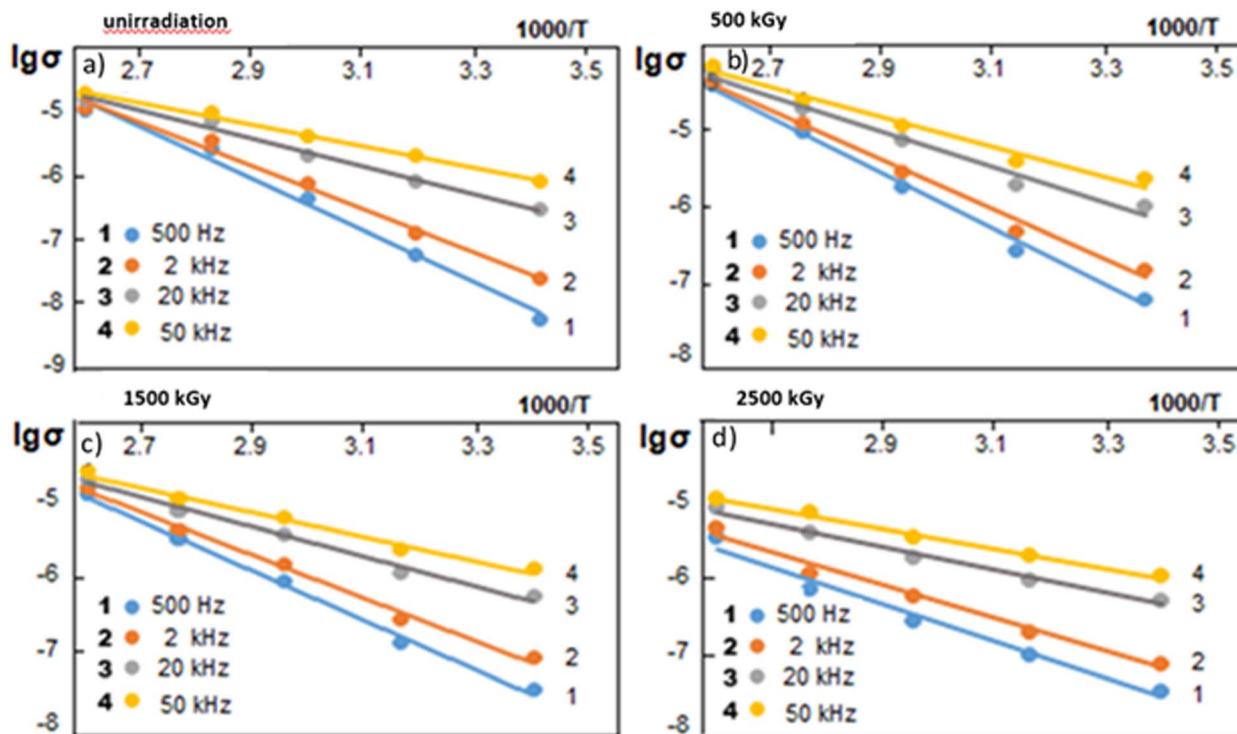 unirradiation
1000/T
lgσ
a)
2.7 2.9 3.1 3.3 3.5
-5
-6
-7
-8
-9
1 500 Hz
2 2 kHz
3 20 kHz
4 50 kHz
4
3
2
1
500 kGy
1000/T
lgσ
b)
2.7 2.9 3.1 3.3 3.5
-5
-6
-7
-8
1 500 Hz
2 2 kHz
3 20 kHz
4 50 kHz
4
3
2
1
1500 kGy
1000/T
lgσ
c)
2.7 2.9 3.1 3.3 3.5
-5
-6
-7
-8
1 500 Hz
2 2 kHz
3 20 kHz
4 50 kHz
4
3
2
1
2500 kGy
1000/T
lgσ
d)
2.9 3.1 3.3 3.5
-5
-6
-7
-8
1 500 Hz
2 2 kHz
3 20 kHz
4 50 kHz
4
3
2
1